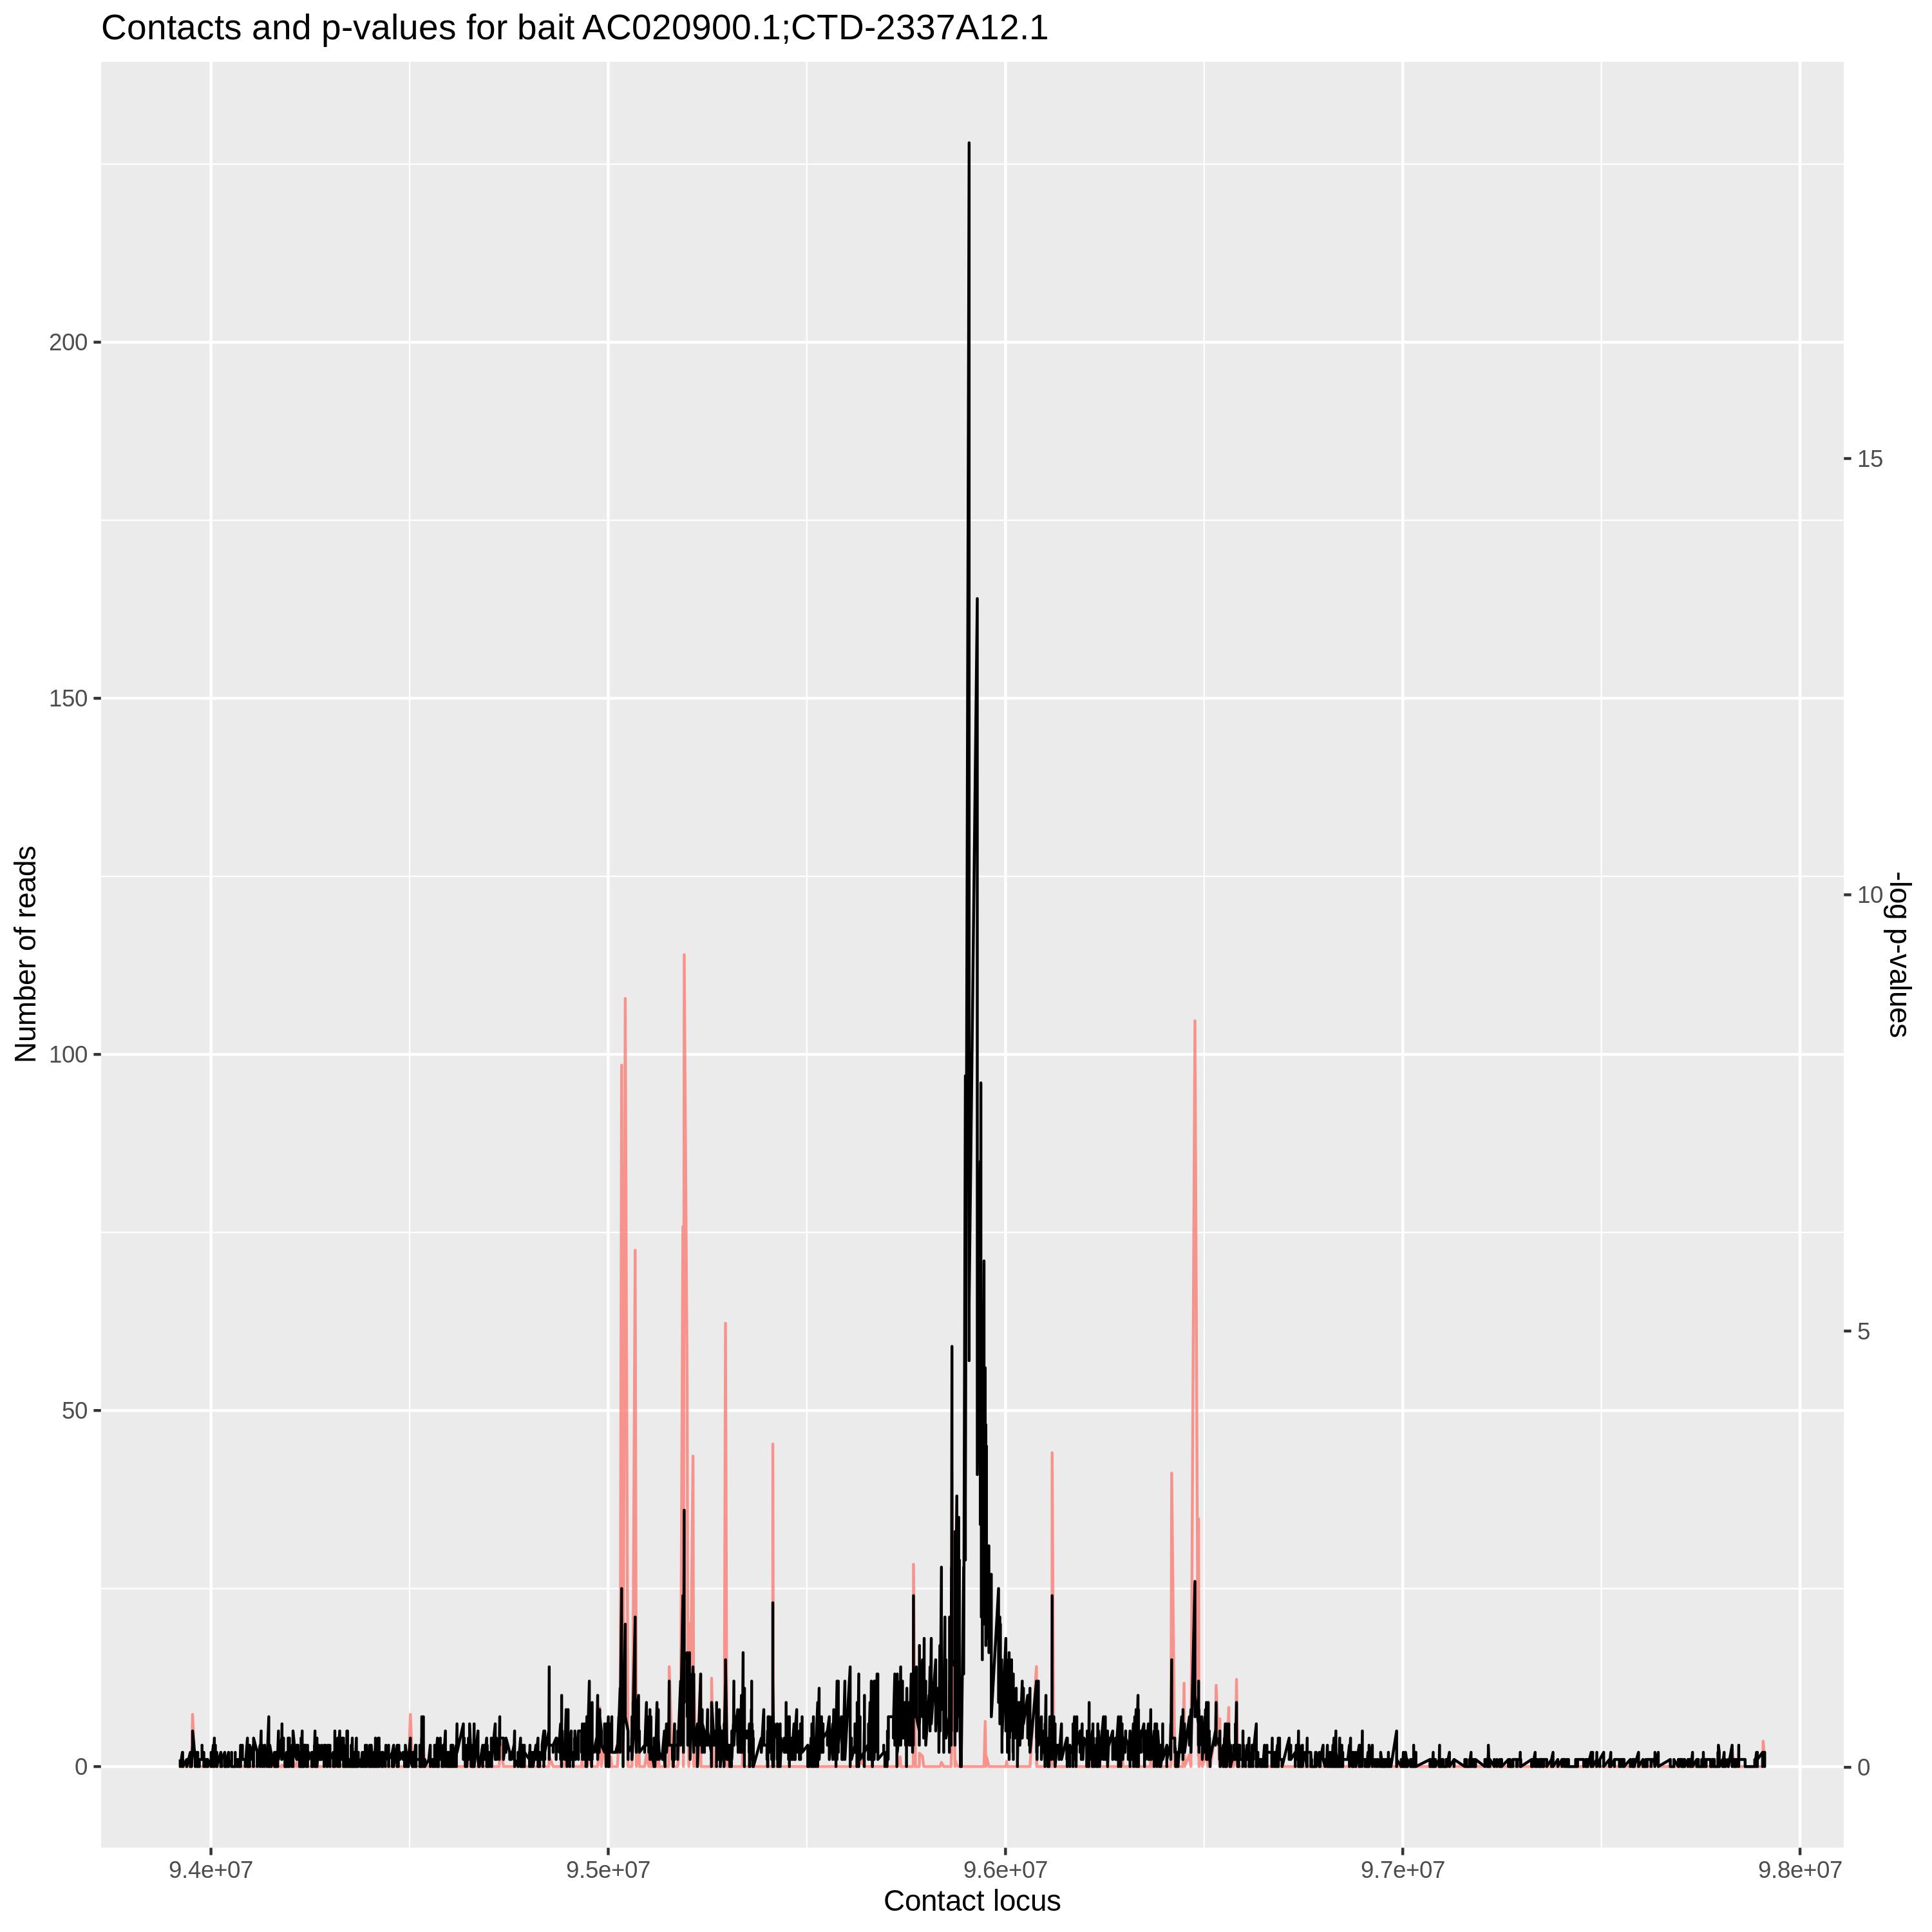 Contacts and p-values for bait AC020900.1;CTD-2337A12.1
Number of reads
200
150
100
50
0
15
10
5
0
-log p-values
9.4e+07 9.5e+07 9.6e+07 9.7e+07 9.8e+07
Contact locus